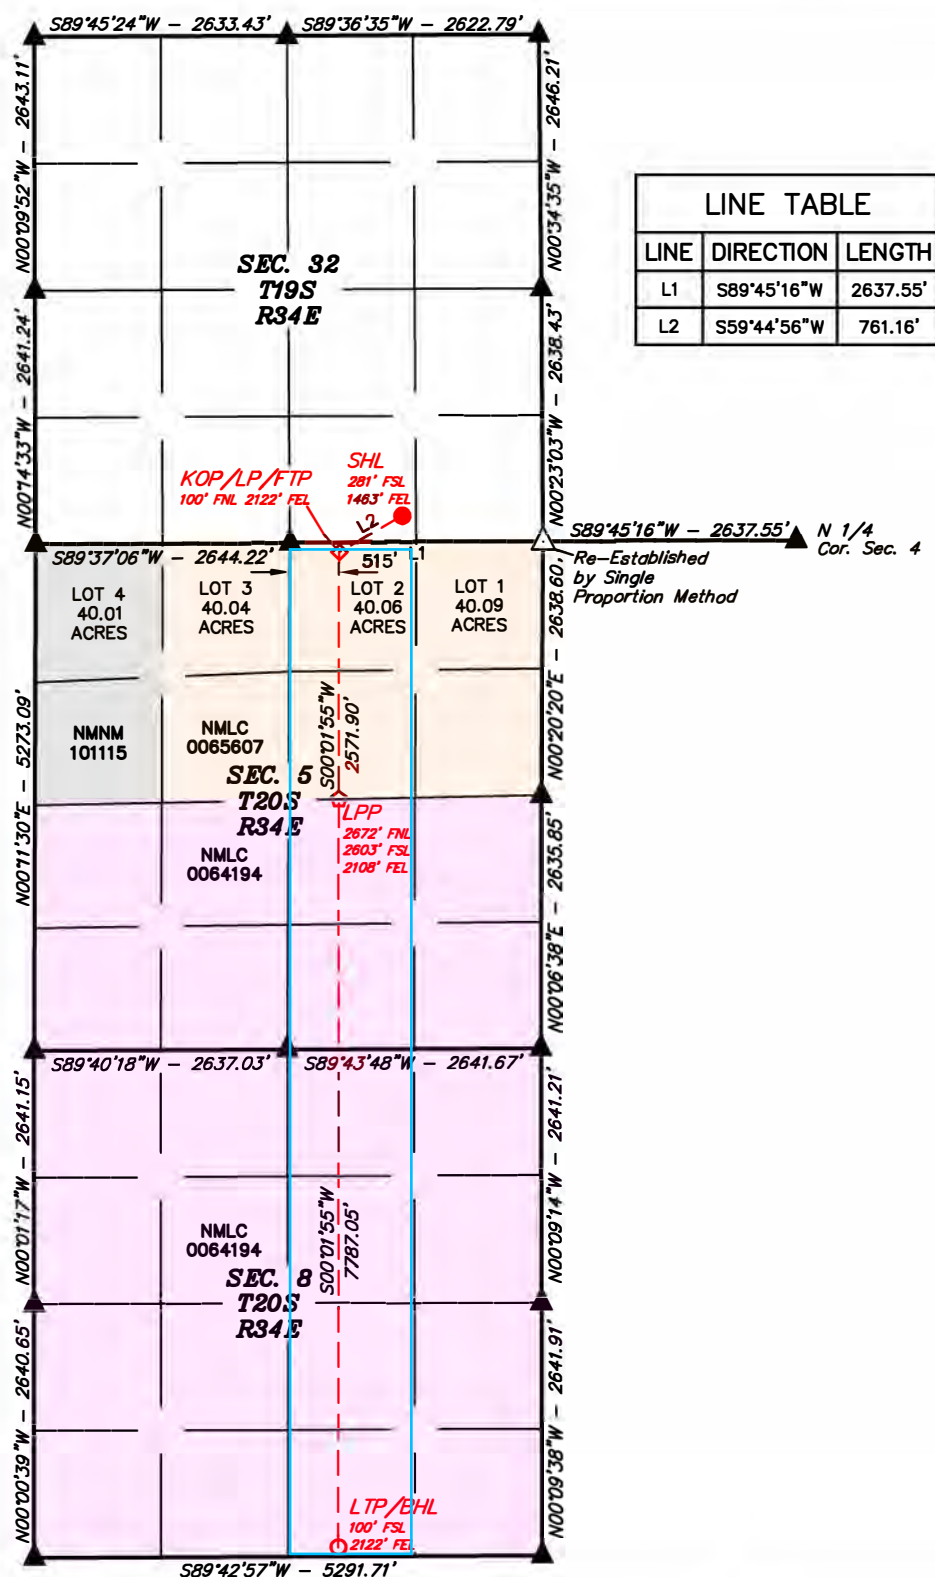 S89°45'24"W - 2633.43'
S89°36'35"W - 2622.79'
N00°09'52"W - 2643.11'
N00°34'35"W - 2646.21'
LINE TABLE
LINE DIRECTION LENGTH
L1 S89°45'16"W 2637.55'
L2 S59°44'56"W 761.16'
SEC. 32
T19S
R34E
N00°14'33"W - 2641.24'
N00°23'03"W - 2638.43'
KOP/LP/FTP
100' FNL 2122' FEL
SHL
281' FSL
1463' FEL
L2
S89°45'16"W - 2637.55'
N 1/4
Cor. Sec. 4
S89°37'06"W - 2644.22'
515'
1
Re-Established
by Single
Proportion Method
LOT 4
40.01
ACRES
LOT 3
40.04
ACRES
LOT 2
40.06
ACRES
LOT 1
40.09
ACRES
N00°20'20"E - 2638.60'
N00°11'30"E - 5273.09'
NMNM
101115
NMLC
0065607
S00°01'55"W
2571.90'
SEC. 5
T20S
R34E
LPP
2672' FNL
2603' FSL
2108' FEL
NMLC
0064194
N00°06'38"E - 2635.85'
S89°40'18"W - 2637.03'
S89°43'48"W - 2641.67'
N00°01'17"W - 2641.15'
N00°09'14"W - 2641.21'
NMLC
0064194
S00°01'55"W
7787.05'
SEC. 8
T20S
R34E
N00°00'39"W - 2640.65'
N00°09'38"W - 2641.91'
LTP/BHL
100' FSL
2122' FEL
S89°42'57"W - 5291.71'